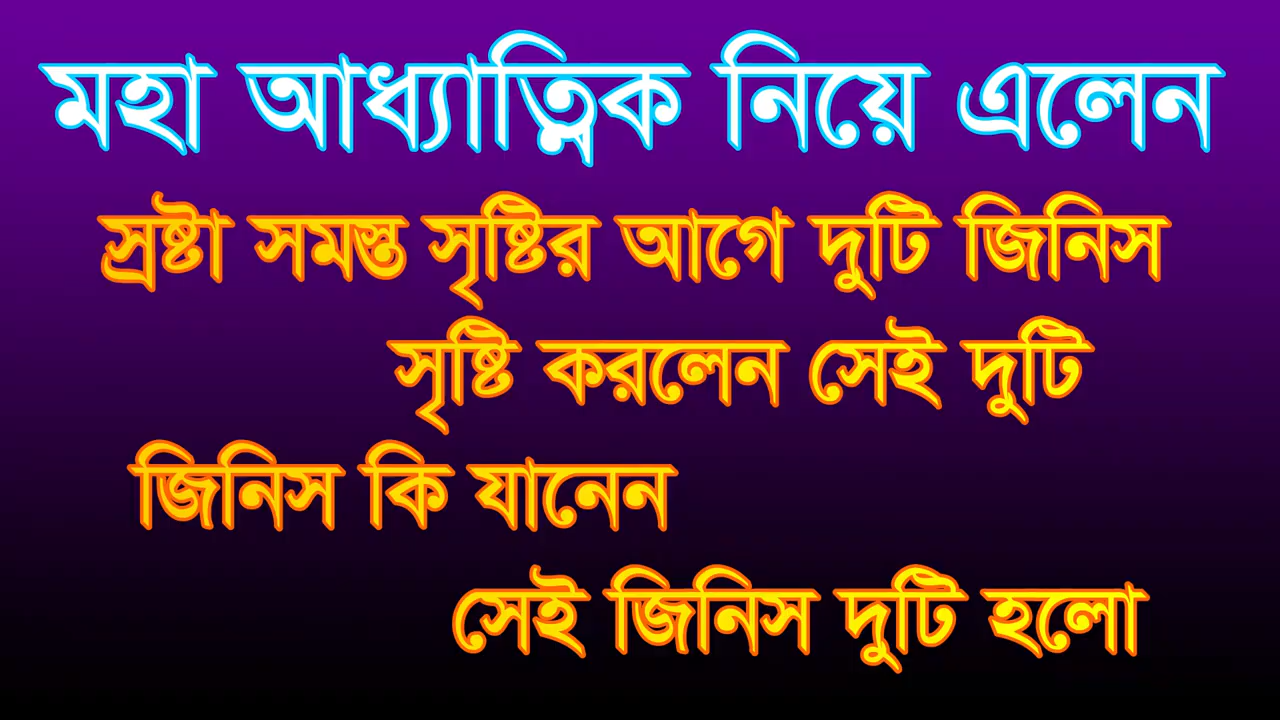 মহা আধ্যাত্নিক নিয়ে এলেন
স্রষ্টা সমস্ত সৃষ্টির আগে দুটি জিনিস
সৃষ্টি করলেন সেই দুটি
জিনিস কি যানেন
সেই জিনিস দুটি হলো